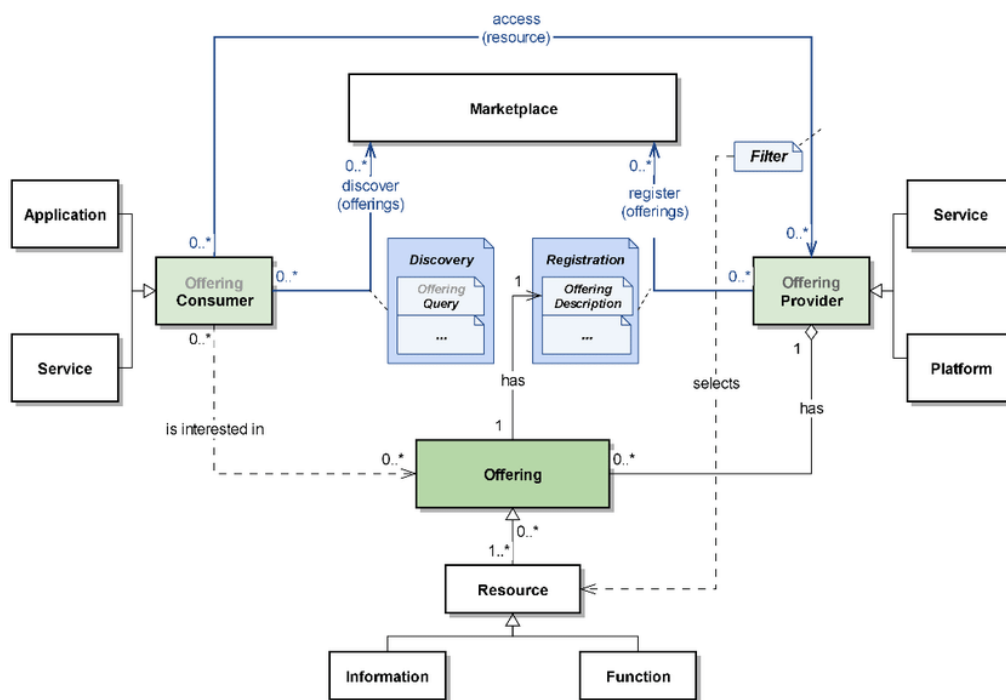 access
(resource)
Marketplace
0..*
discover
(offerings)
0..*
register
(offerings)
Filter
Application
Service
0..*
0..*
Offering
Consumer
0..*
0..*
Discovery
Offering
Query
...
Registration
Offering
Description
...
1
0..*
Offering
Provider
1
Service
Platform
has
selects
has
is interested in
1
0..*
Offering
0..*
0..*
1..*
Resource
Information
Function